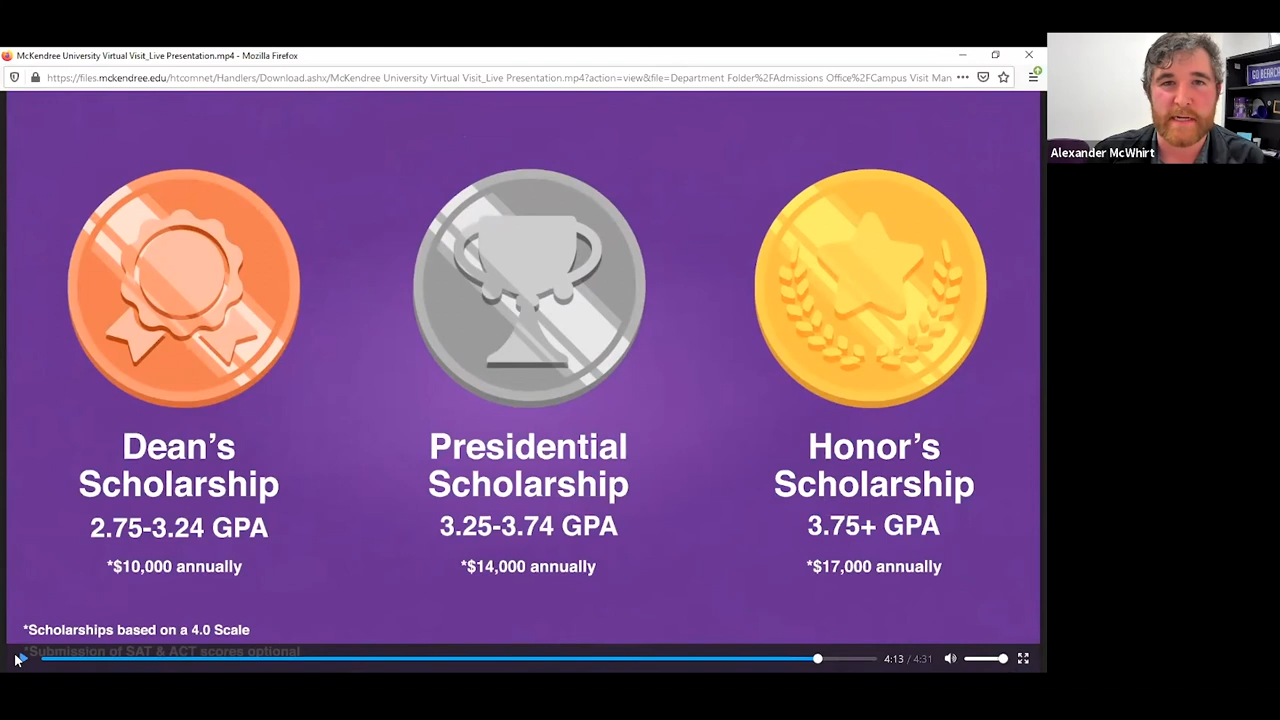 McKendree University Virtual Visit_Live Presentation.mp4 - Mozilla Firefox
https://files.mckendree.edu/htcomnet/Handlers/Download.ashx/McKendree University Virtual Visit_Live Presentation.mp4?action=view&file=Department Folder%2FAdmissions Office%2FCampus Visit Man
GO BEARCA
Alexander McWhirt
Dean's
Scholarship
2.75-3.24 GPA
*$10,000 annually
Presidential
Scholarship
3.25-3.74 GPA
*$14,000 annually
Honor's
Scholarship
3.75+ GPA
*$17,000 annually
*Scholarships based on a 4.0 Scale
*Submission of SAT & ACT scores optional
4:13 / 4:31